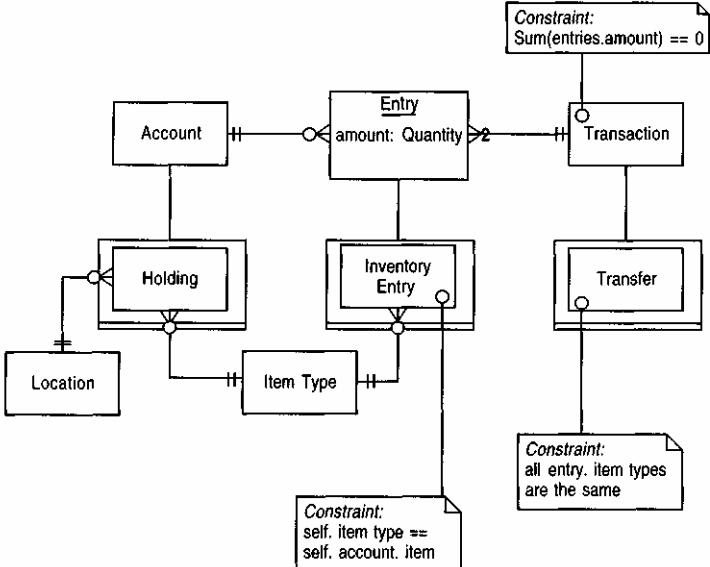 Constraint:
Sum(entries.amount) == 0
Account
Entry
amount: Quantity
2
Transaction
Holding
Inventory
Entry
Transfer
Location
Item Type
Constraint:
all entry. item types
are the same
Constraint:
self. item type ==
self. account. item